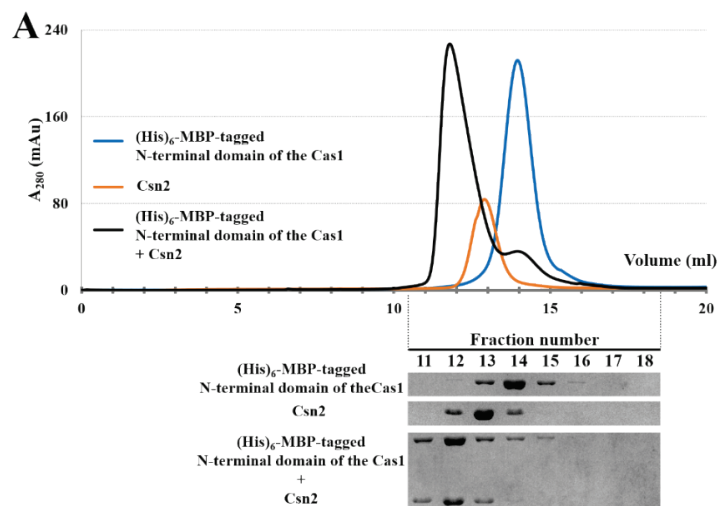 A
240
160
80
0
A280 (mAu)
(His)6-MBP-tagged
N-terminal domain of the Cas1
Csn2
(His)6-MBP-tagged
N-terminal domain of the Cas1
+ Csn2
Volume (ml)
0 5 10 15 20
Fraction number
11 12 13 14 15 16 17 18
(His)6-MBP-tagged
N-terminal domain of theCas1
Csn2
(His)6-MBP-tagged
N-terminal domain of the Cas1
+
Csn2